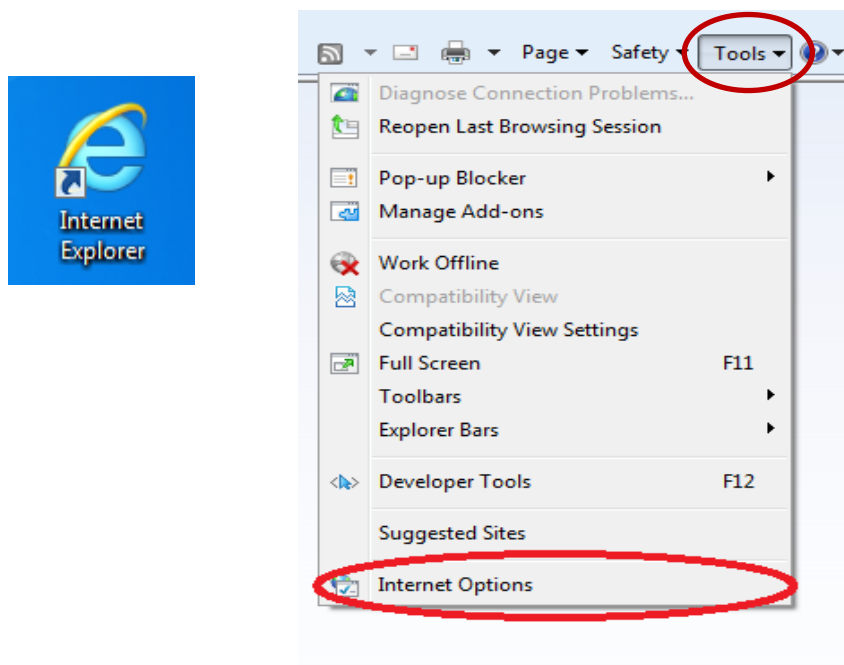 Internet
Explorer
Page Safety Tools
Diagnose Connection Problems...
Reopen Last Browsing Session
Pop-up Blocker
Manage Add-ons
Work Offline
Compatibility View
Compatibility View Settings
Full Screen F11
Toolbars
Explorer Bars
Developer Tools F12
Suggested Sites
Internet Options